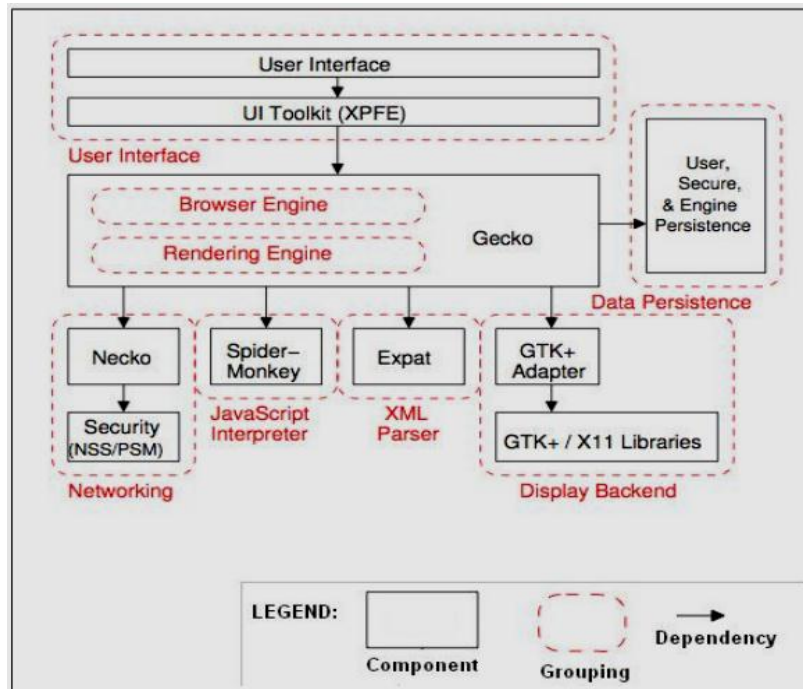 User Interface
UI Toolkit (XPFE)
User Interface
Browser Engine
Rendering Engine
Gecko
User,
Secure,
& Engine
Persistence
Data Persistence
Necko
Security
(NSS/PSM)
Networking
Spider-
Monkey
JavaScript
Interpreter
Expat
XML
Parser
GTK+
Adapter
GTK+ / X11 Libraries
Display Backend
LEGEND:
Component
Grouping
Dependency